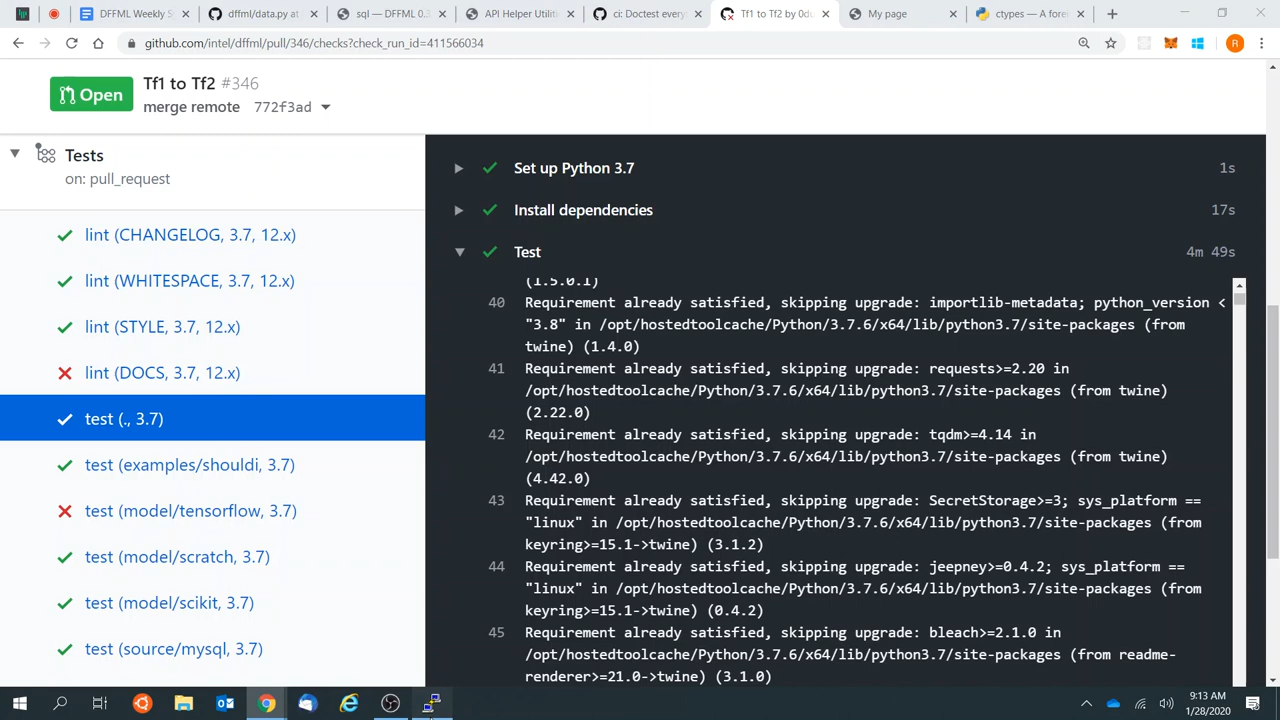 DFFML Weekly S
dffml/data.py at
sql — DFFML 0.3
API Helper Utiliti
ci: Doctest every
Tf1 to Tf2 by 0du
My page
ctypes — A forei
github.com/intel/dffml/pull/346/checks?check_run_id=411566034
R
Open
Tf1 to Tf2 #346
merge remote 772f3ad
Tests
on: pull_request
lint (CHANGELOG, 3.7, 12.x)
lint (WHITESPACE, 3.7, 12.x)
lint (STYLE, 3.7, 12.x)
lint (DOCS, 3.7, 12.x)
test (., 3.7)
test (examples/shouldi, 3.7)
test (model/tensorflow, 3.7)
test (model/scratch, 3.7)
test (model/scikit, 3.7)
test (source/mysql, 3.7)
Set up Python 3.7 1s
Install dependencies 17s
Test 4m 49s
(1.5.0.1)
40 Requirement already satisfied, skipping upgrade: importlib-metadata; python_version <
"3.8" in /opt/hostedtoolcache/Python/3.7.6/x64/lib/python3.7/site-packages (from
twine) (1.4.0)
41 Requirement already satisfied, skipping upgrade: requests>=2.20 in
/opt/hostedtoolcache/Python/3.7.6/x64/lib/python3.7/site-packages (from twine)
(2.22.0)
42 Requirement already satisfied, skipping upgrade: tqdm>=4.14 in
/opt/hostedtoolcache/Python/3.7.6/x64/lib/python3.7/site-packages (from twine)
(4.42.0)
43 Requirement already satisfied, skipping upgrade: SecretStorage>=3; sys_platform ==
"linux" in /opt/hostedtoolcache/Python/3.7.6/x64/lib/python3.7/site-packages (from
keyring>=15.1->twine) (3.1.2)
44 Requirement already satisfied, skipping upgrade: jeepney>=0.4.2; sys_platform ==
"linux" in /opt/hostedtoolcache/Python/3.7.6/x64/lib/python3.7/site-packages (from
keyring>=15.1->twine) (0.4.2)
45 Requirement already satisfied, skipping upgrade: bleach>=2.1.0 in
/opt/hostedtoolcache/Python/3.7.6/x64/lib/python3.7/site-packages (from readme-
renderer>=21.0->twine) (3.1.0)
9:13 AM
1/28/2020